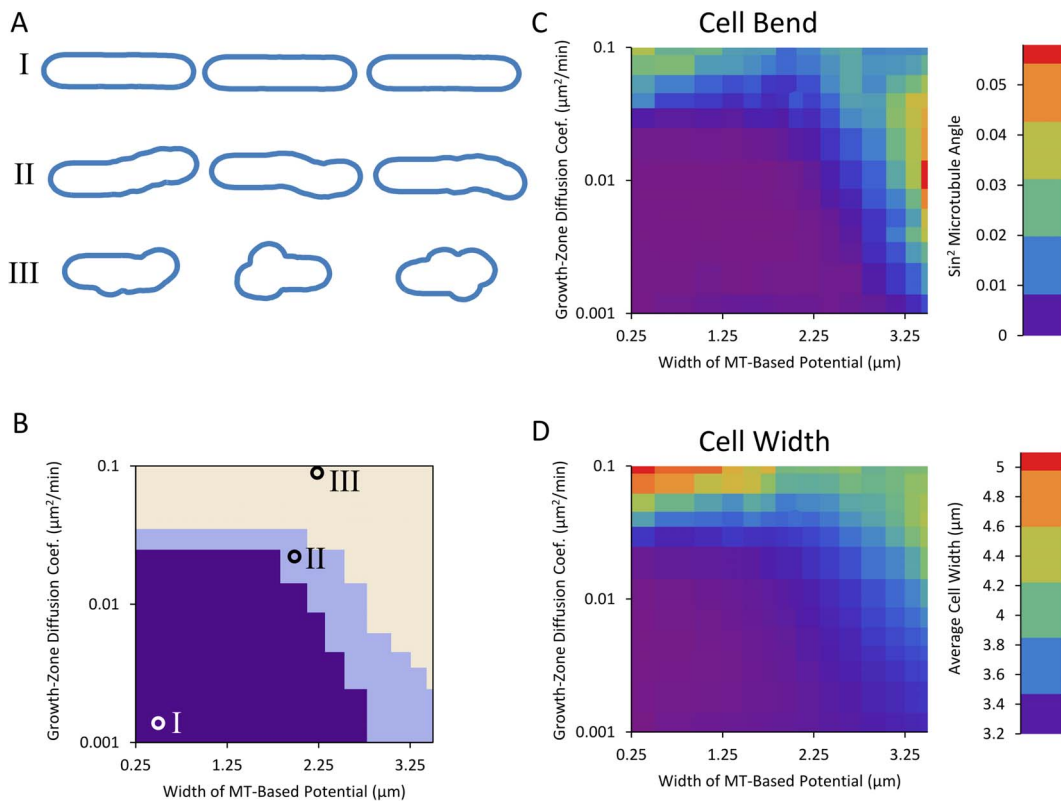 A
I
II
III
B
Growth-Zone Diffusion Coef. (μm²/min)
0.1
0.01
0.001
III
II
I
0.25 1.25 2.25 3.25
Width of MT-Based Potential (μm)
C
Cell Bend
Growth-Zone Diffusion Coef. (μm²/min)
0.1
0.01
0.001
0.25 1.25 2.25 3.25
Width of MT-Based Potential (μm)
Sin² Microtubule Angle
0.05
0.04
0.03
0.02
0.01
0
D
Cell Width
Growth-Zone Diffusion Coef. (μm²/min)
0.1
0.01
0.001
0.25 1.25 2.25 3.25
Width of MT-Based Potential (μm)
Average Cell Width (μm)
5
4.8
4.6
4.4
4.2
4
3.8
3.6
3.4
3.2